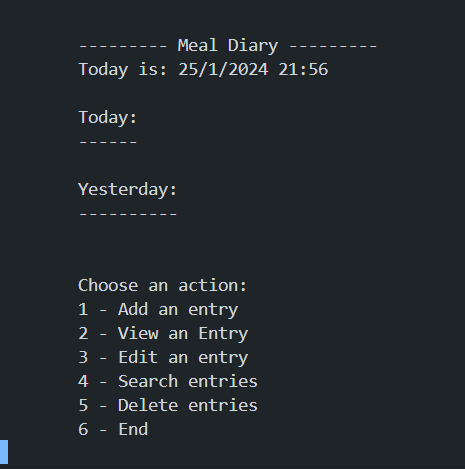 --------- Meal Diary ---------
Today is: 25/1/2024 21:56
Today:
------
Yesterday:
----------
Choose an action:
1 - Add an entry
2 - View an Entry
3 - Edit an entry
4 - Search entries
5 - Delete entries
6 - End